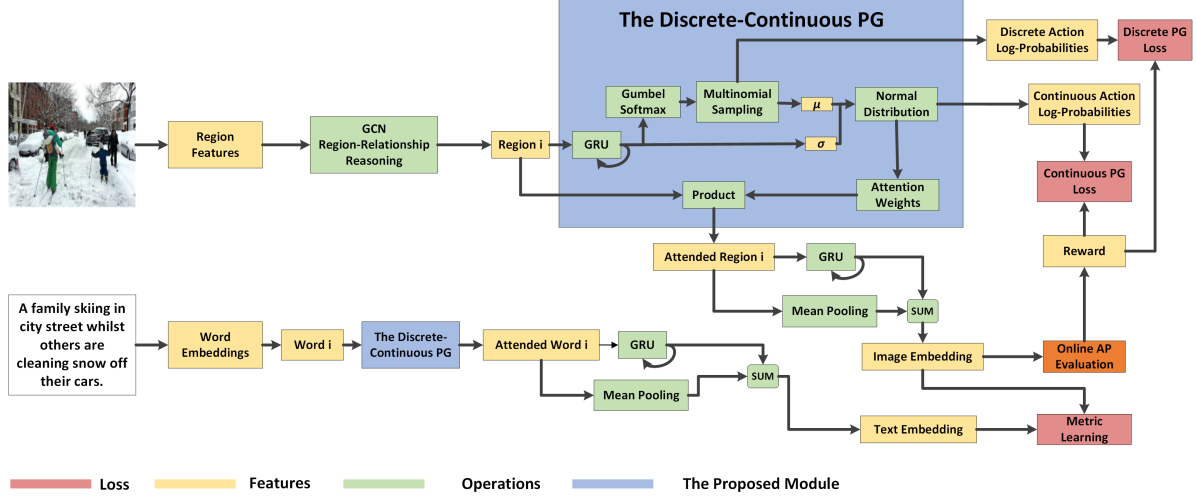 The Discrete-Continuous PG
Discrete Action
Log-Probabilities
Discrete PG
Loss
Gumbel
Softmax
Multinomial
Sampling
μ
Normal
Distribution
Continuous Action
Log-Probabilities
Region
Features
GCN
Region-Relationship
Reasoning
Region i
GRU
σ
Continuous PG
Loss
Product
Attention
Weights
Attended Region i
GRU
Reward
Mean Pooling
SUM
A family skiing in
city street whilst
others are
cleaning snow off
their cars.
Word
Embeddings
Word i
The Discrete-
Continuous PG
Attended Word i
GRU
Image Embedding
Online AP
Evaluation
SUM
Mean Pooling
Text Embedding
Metric
Learning
Loss
Features
Operations
The Proposed Module